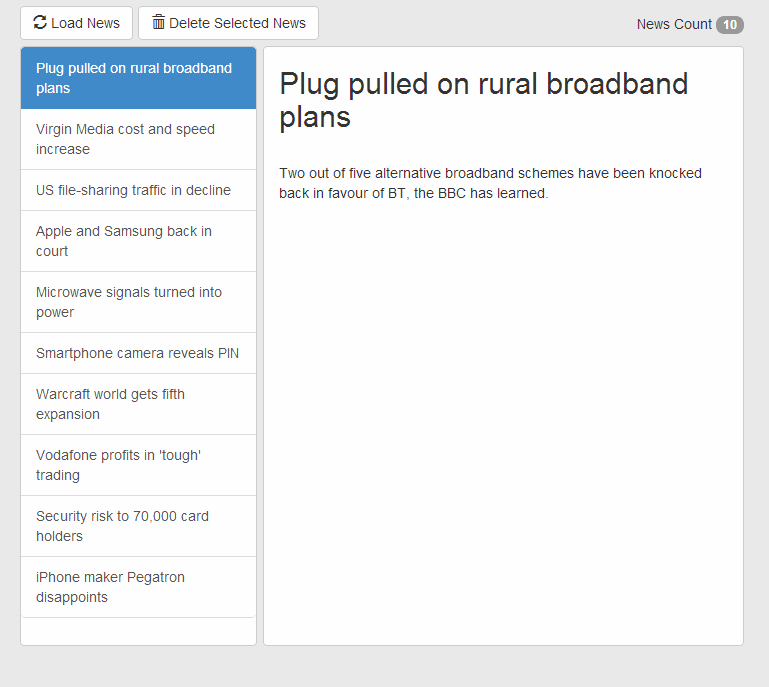 Load News
Delete Selected News
News Count 10
Plug pulled on rural broadband
plans
Virgin Media cost and speed
increase
US file-sharing traffic in decline
Apple and Samsung back in
court
Microwave signals turned into
power
Smartphone camera reveals PIN
Warcraft world gets fifth
expansion
Vodafone profits in 'tough'
trading
Security risk to 70,000 card
holders
iPhone maker Pegatron
disappoints
Plug pulled on rural broadband
plans
Two out of five alternative broadband schemes have been knocked
back in favour of BT, the BBC has learned.